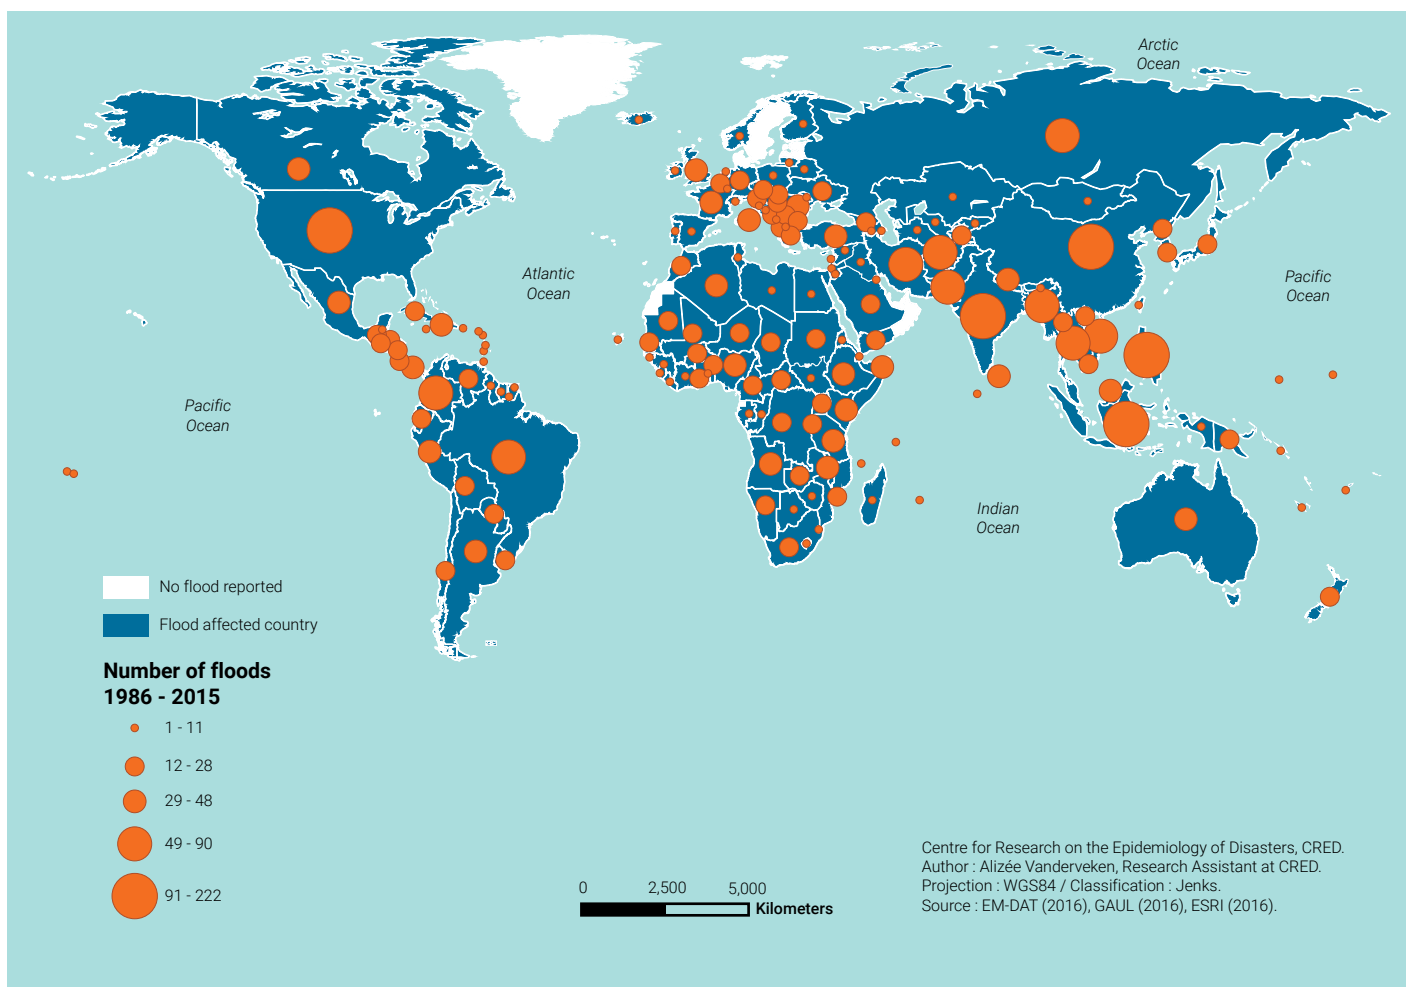 Arctic
Ocean
Atlantic
Ocean
Pacific
Ocean
Pacific
Ocean
Indian
Ocean
No flood reported
Flood affected country
Number of floods
1986 - 2015
1 - 11
12 - 28
29 - 48
49 - 90
91 - 222
0 2,500 5,000
Kilometers
Centre for Research on the Epidemiology of Disasters, CRED.
Author : Alizée Vanderveken, Research Assistant at CRED.
Projection : WGS84 / Classification : Jenks.
Source : EM-DAT (2016), GAUL (2016), ESRI (2016).